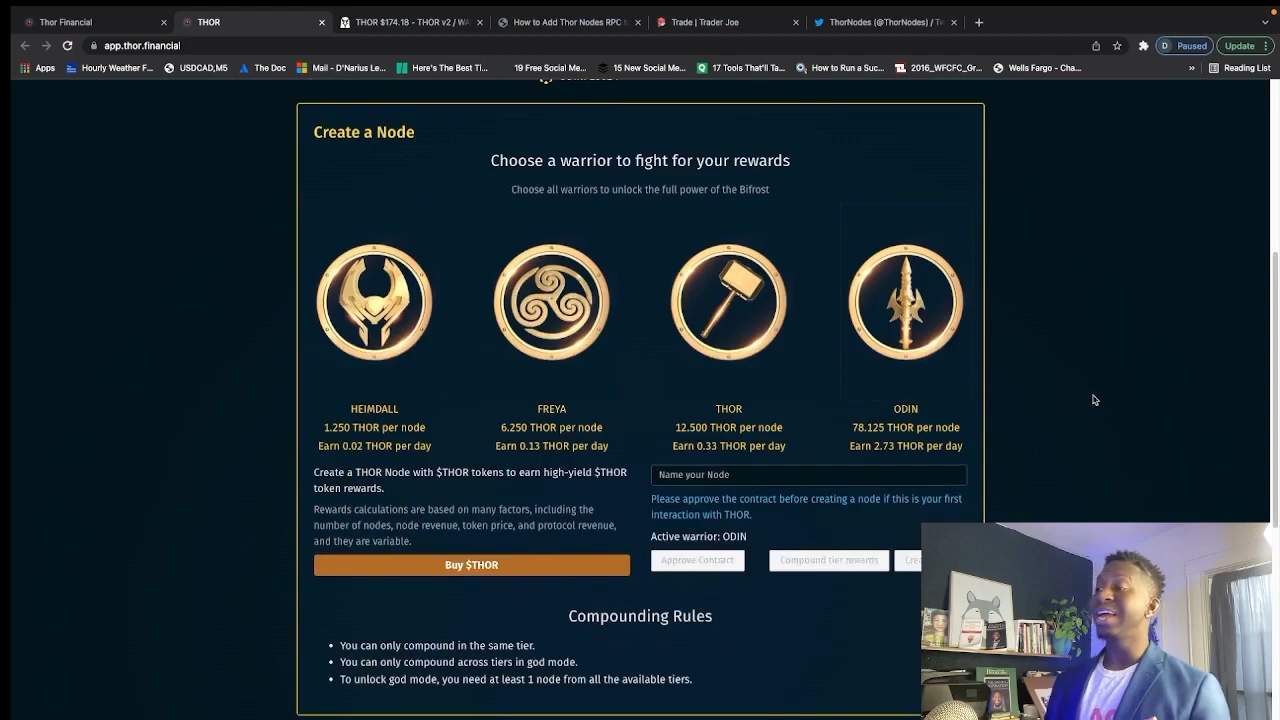 Thor Financial
THOR
THOR $174.18 - THOR v2 / WA
How to Add Thor Nodes RPC t
Trade | Trader Joe
ThorNodes (@ThorNodes) / Tw
app.thor.financial
D Paused
Update
Apps
Hourly Weather F...
USDCAD,M5
The Doc
Mail - D'Narius Le...
Here's The Best Ti...
19 Free Social Me...
15 New Social Me...
17 Tools That'll Ta...
How to Run a Suc...
2016_WFCFC_Gr...
Wells Fargo - Cha...
»
Reading List
Create a Node
Choose a warrior to fight for your rewards
Choose all warriors to unlock the full power of the Bifrost
HEIMDALL
1.250 THOR per node
Earn 0.02 THOR per day
FREYA
6.250 THOR per node
Earn 0.13 THOR per day
THOR
12.500 THOR per node
Earn 0.33 THOR per day
ODIN
78.125 THOR per node
Earn 2.73 THOR per day
Create a THOR Node with $THOR tokens to earn high-yield $THOR
token rewards.
Rewards calculations are based on many factors, including the
number of nodes, node revenue, token price, and protocol revenue,
and they are variable.
Buy $THOR
Name your Node
Please approve the contract before creating a node if this is your first
Interaction with THOR.
Active warrior: ODIN
Approve Contract
Compound tier rewards
Compounding Rules
• You can only compound in the same tier.
• You can only compound across tiers in god mode.
• To unlock god mode, you need at least 1 node from all the available tiers.